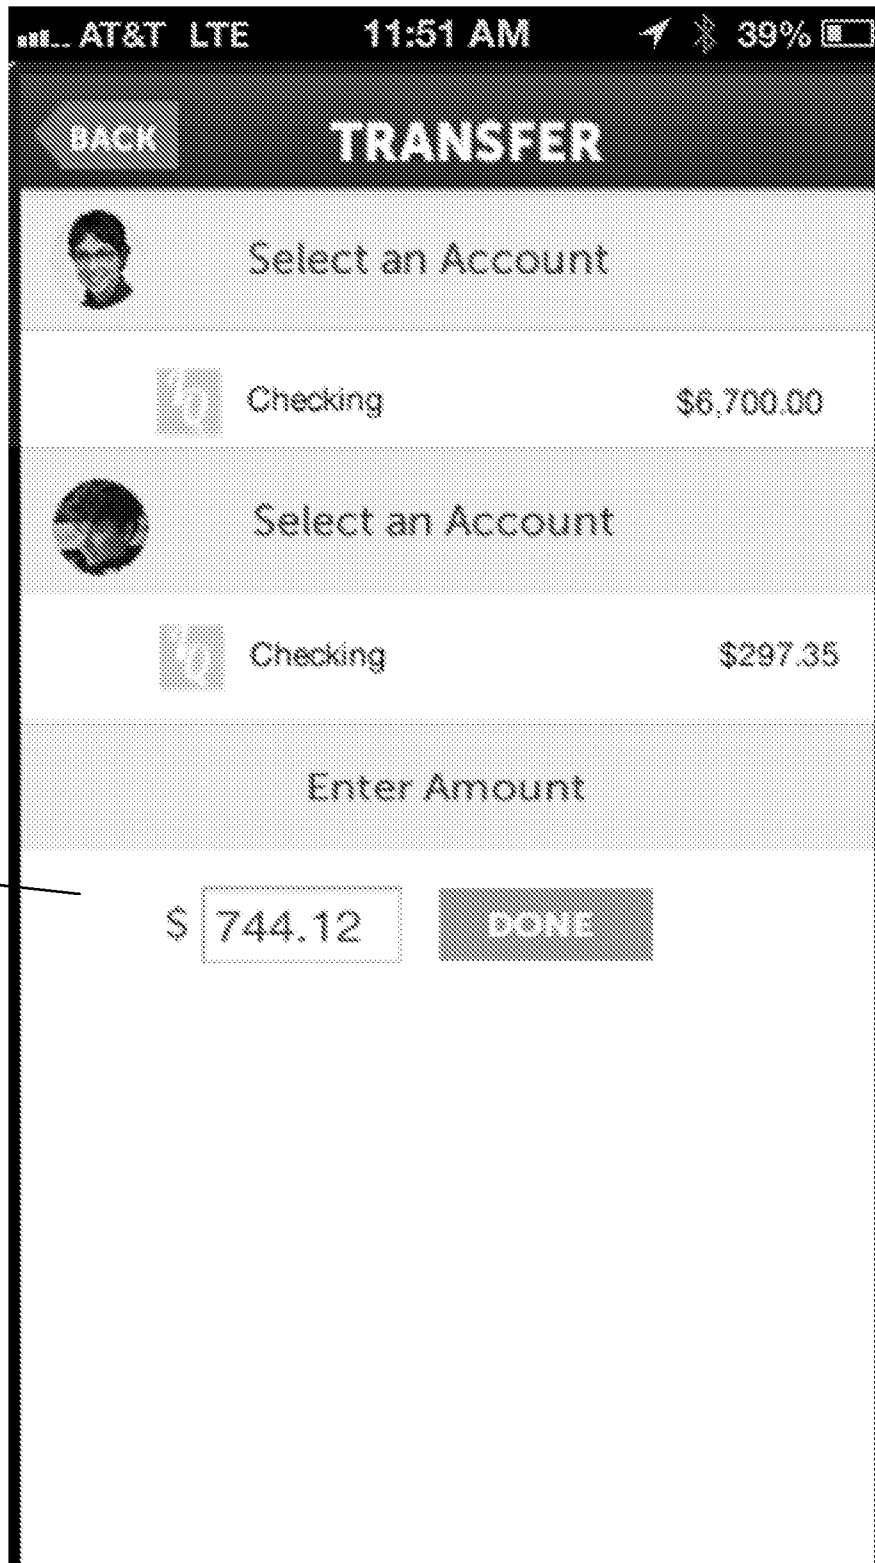 AT&T LTE 11:51 AM 39%
BACK TRANSFER
Select an Account
Checking $6,700.00
Select an Account
Checking $297.35
Enter Amount
$ 744.12 DONE